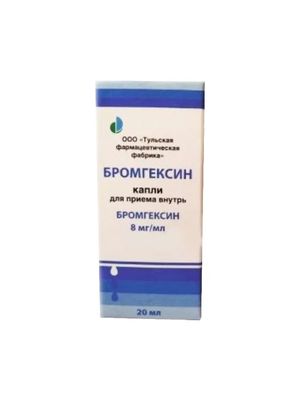 ООО «Тульская
фармацевтическая
фабрика»
БРОМГЕКСИН
капли
для приема внутрь
БРОМГЕКСИН
8 мг/мл
20 мл